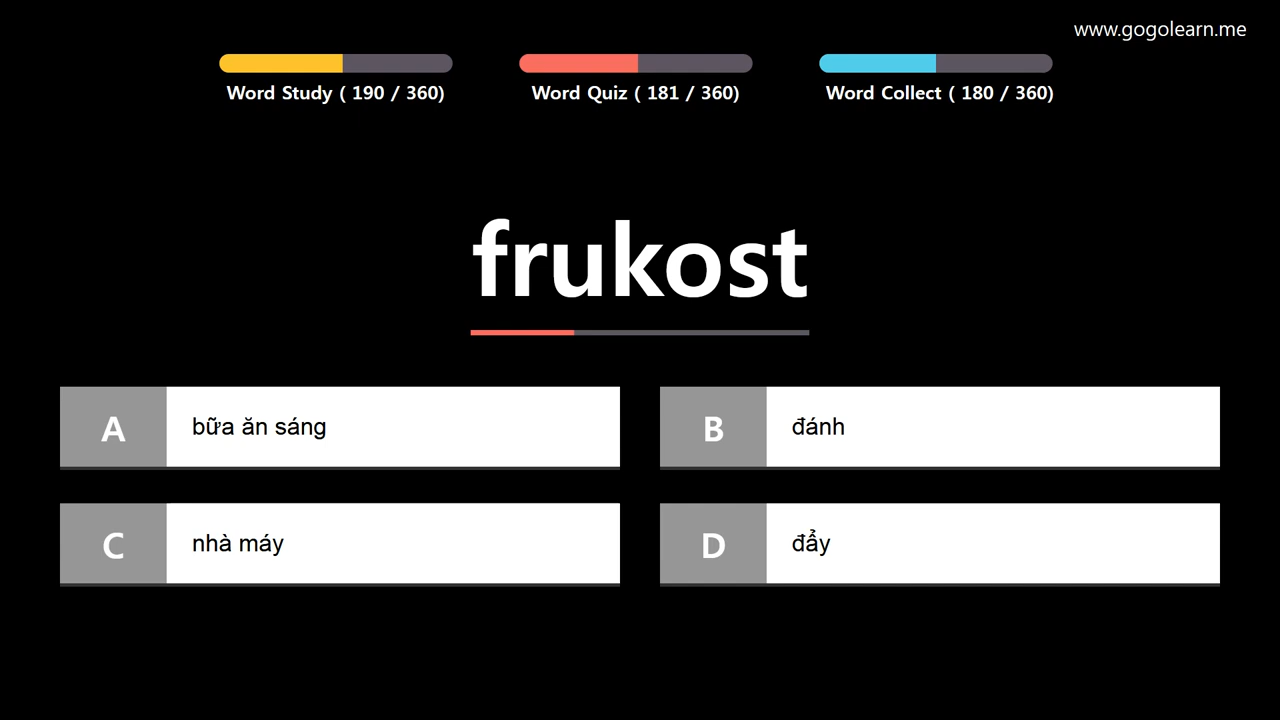 www.gogolearn.me
Word Study ( 190 / 360)
Word Quiz ( 181 / 360)
Word Collect ( 180 / 360)
frukost
A bữa ăn sáng
B đánh
C nhà máy
D đẩy